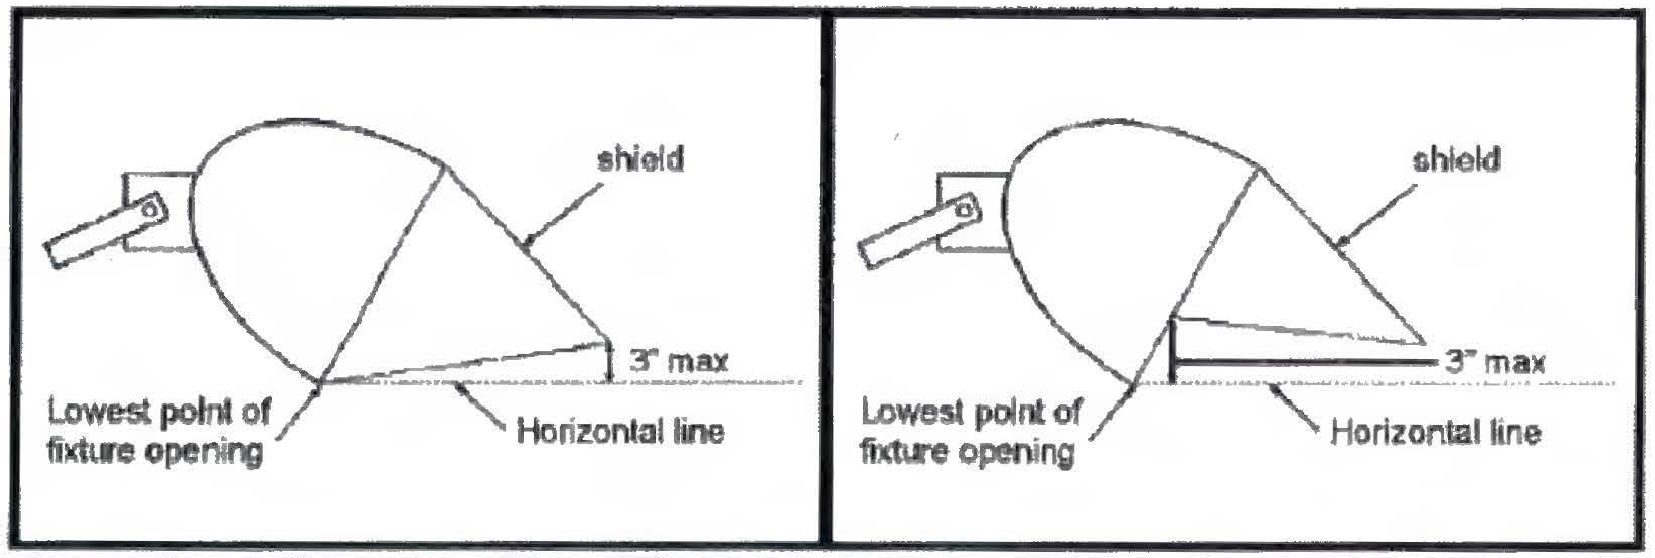 shield
3" max
Lowest point of
fixture opening
Horizontal line
shield
3" max
Lowest point of
fixture opening
Horizontal line